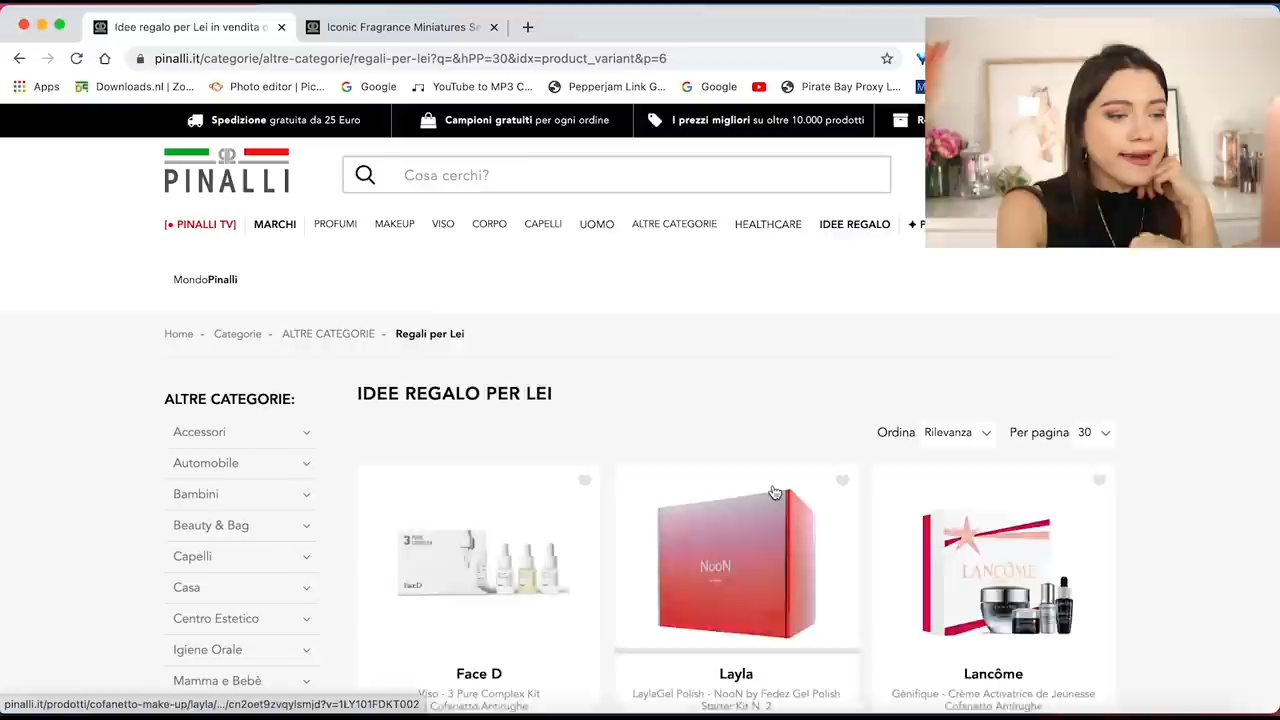 Idee regalo per Lei in vendita o
Iconic Fragrance Miniatures Se
pinalli.it/categorie/altre-categorie/regali-per-lei?q=&hPP=30&idx=product_variant&p=6
Apps
Downloads.nl | Zo...
Photo editor | Pic...
Google
YouTube to MP3 C...
Pepperjam Link G...
Google
Pirate Bay Proxy L...
Spedizione gratuita da 25 Euro
Campioni gratuiti per ogni ordine
I prezzi migliori su oltre 10.000 prodotti
PINALLI
Cosa cerchi?
[• PINALLI TV]
MARCHI
PROFUMI
MAKEUP
VISO
CORPO
CAPELLI
UOMO
ALTRE CATEGORIE
HEALTHCARE
IDEE REGALO
MondoPinalli
Home - Categorie - ALTRE CATEGORIE - Regali per Lei
ALTRE CATEGORIE:
Accessori
Automobile
Bambini
Beauty & Bag
Capelli
Casa
Centro Estetico
Igiene Orale
Mamma e Bebè
IDEE REGALO PER LEI
Ordina Rilevanza Per pagina 30
3 PURE COMPLEX
FaceD
NooN
LANCÔME
Face D
Viso - 3 Pure Complex Kit
Cofanetto Antirughe
Layla
LaylaGel Polish - NooN by Fedez Gel Polish
Starter Kit N. 2
Lancôme
Génifique - Crème Activatrice de Jeunesse
Cofanetto Antirughe
pinalli.it/prodotti/cofanetto-make-up/layla/.../cn2oet9zvqylsmjd?v=1LY101FDKT002